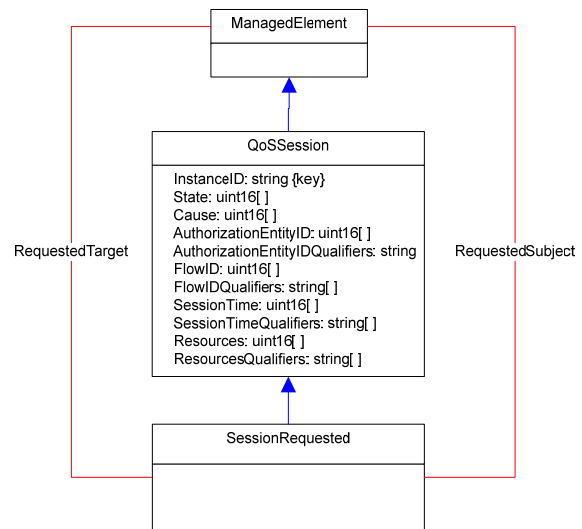 ManagedElement
QoSSession
InstanceID: string {key}
State: uint16[ ]
Cause: uint16[ ]
AuthorizationEntityID: uint16[ ]
AuthorizationEntityIDQualifiers: string
FlowID: uint16[ ]
FlowIDQualifiers: string[ ]
SessionTime: uint16[ ]
SessionTimeQualifiers: string[ ]
Resources: uint16[ ]
ResourcesQualifiers: string[ ]
RequestedTarget
RequestedSubject
SessionRequested